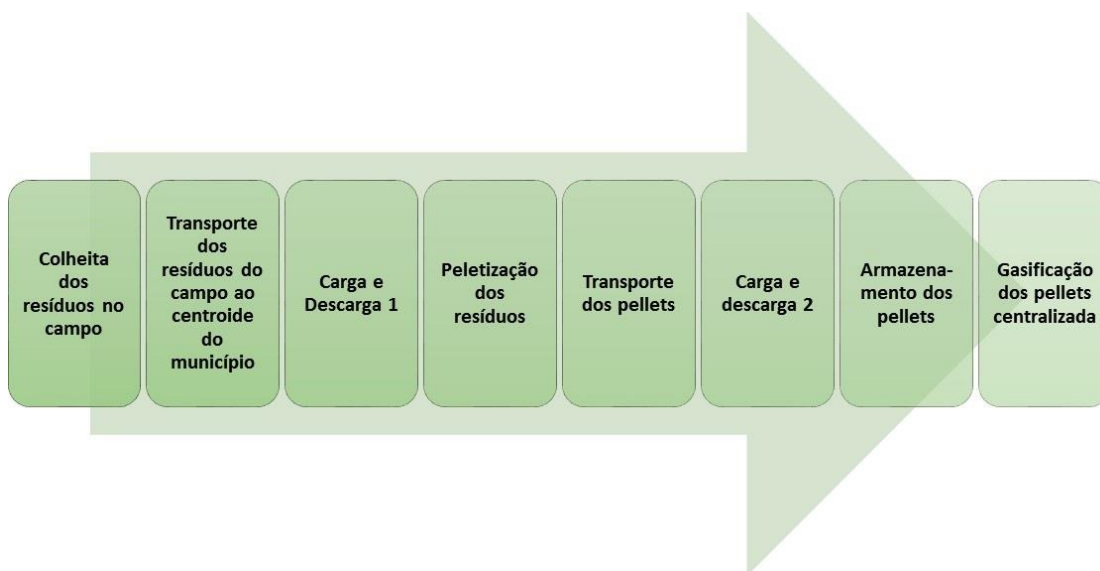 Colheita
dos
resíduos no
campo
Transporte
dos
resíduos do
campo ao
centroide
do
município
Carga e
Descarga 1
Peletização
dos
resíduos
Transporte
dos pellets
Carga e
descarga 2
Armazena-
mento dos
pellets
Gasificação
dos pellets
centralizada